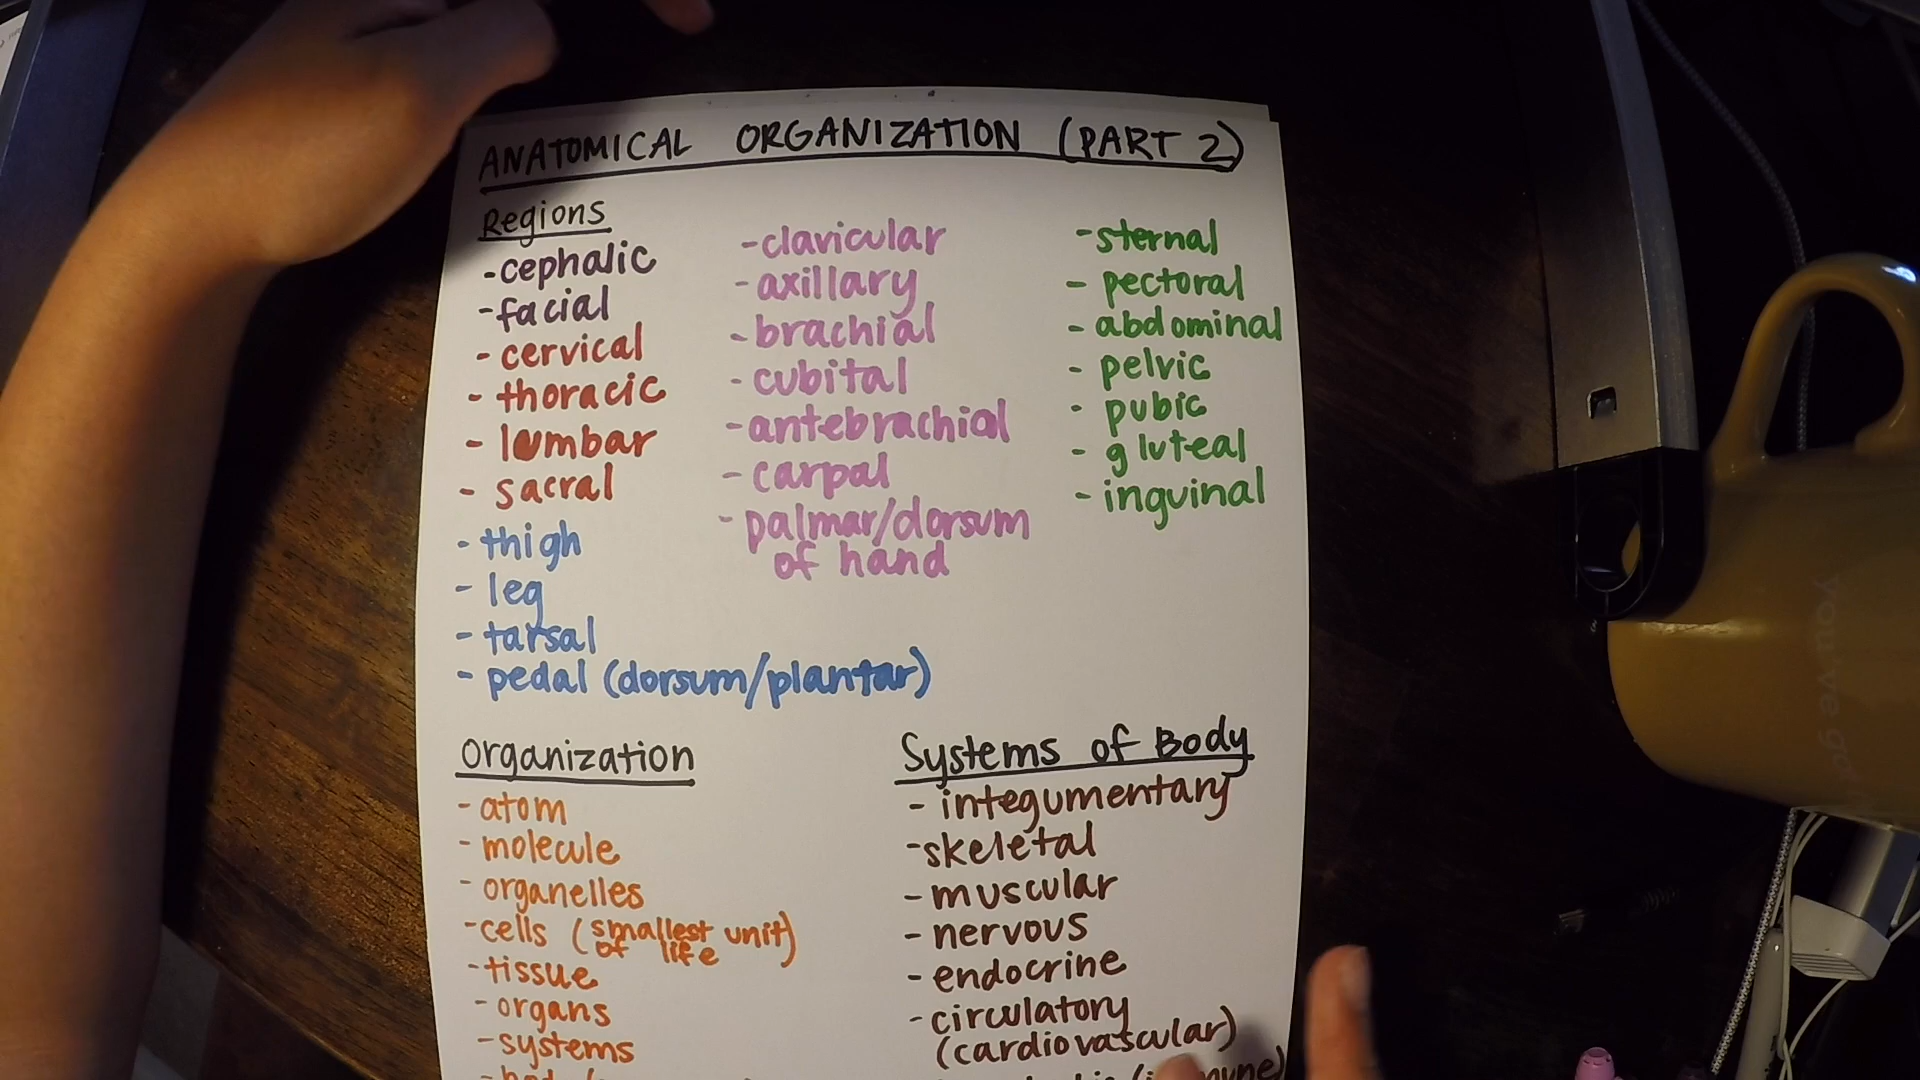 ANATOMICAL ORGANIZATION (PART 2)
Regions
-cephalic
-facial
- cervical
- thoracic
- lumbar
- sacral
- thigh
- leg
- tarsal
- pedal (dorsum/plantar)
-clavicular
- axillary
- brachial
- cubital
- antebrachial
- carpal
- palmar/dorsum
of hand
- sternal
- pectoral
- abdominal
- pelvic
- pubic
- gluteal
- inguinal
Organization
- atom
- molecule
- organelles
-cells (smallest unit)
of life
-tissue
- organs
-systems
Systems of Body
- integumentary
-skeletal
- muscular
- nervous
- endocrine
- circulatory
(cardiovascular)
you've